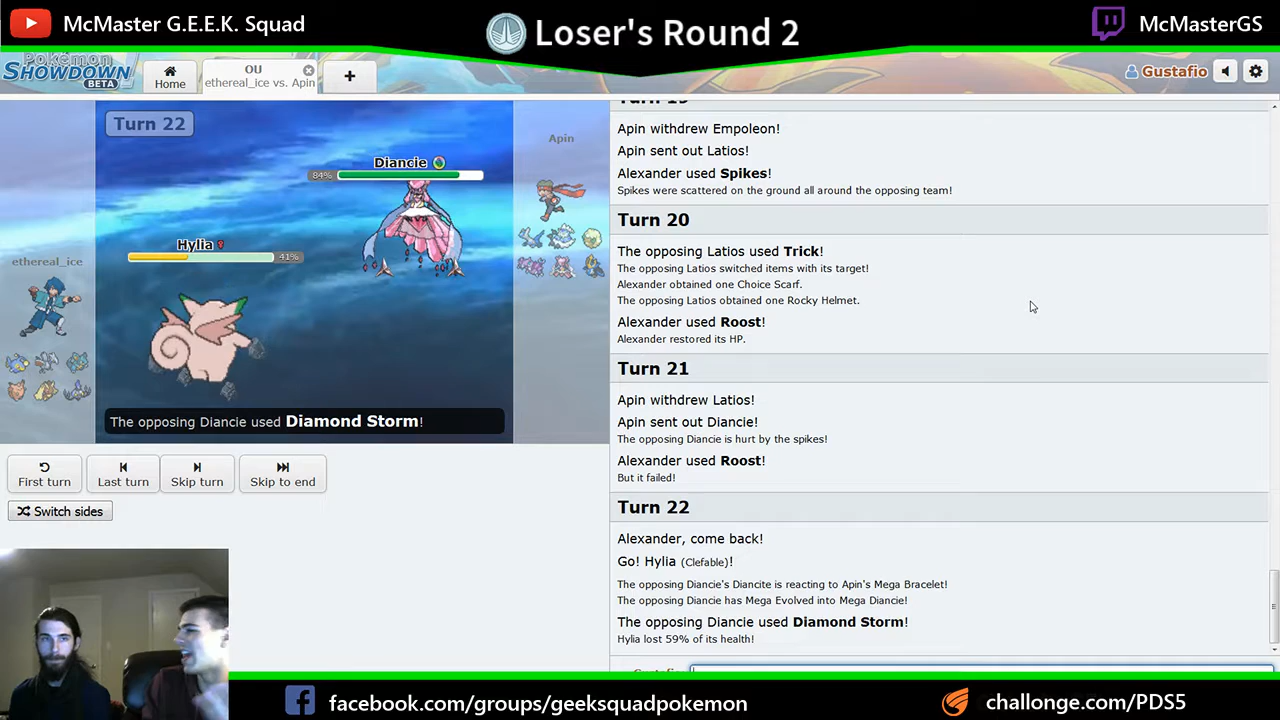 McMaster G.E.E.K. Squad
Loser's Round 2
McMasterGS
Pokémon
SHOWDOWN
BETA
Home
OU
ethereal_ice vs. Apin
Gustafio
Turn 22
Diancie
84%
Apin
Hylia
41%
ethereal_ice
The opposing Diancie used Diamond Storm!
First turn
Last turn
Skip turn
Skip to end
Switch sides
Turn 19
Apin withdrew Empoleon!
Apin sent out Latios!
Alexander used Spikes!
Spikes were scattered on the ground all around the opposing team!
Turn 20
The opposing Latios used Trick!
The opposing Latios switched items with its target!
Alexander obtained one Choice Scarf.
The opposing Latios obtained one Rocky Helmet.
Alexander used Roost!
Alexander restored its HP.
Turn 21
Apin withdrew Latios!
Apin sent out Diancie!
The opposing Diancie is hurt by the spikes!
Alexander used Roost!
But it failed!
Turn 22
Alexander, come back!
Go! Hylia (Clefable)!
The opposing Diancie's Diancite is reacting to Apin's Mega Bracelet!
The opposing Diancie has Mega Evolved into Mega Diancie!
The opposing Diancie used Diamond Storm!
Hylia lost 59% of its health!
facebook.com/groups/geeksquadpokemon
challonge.com/PDS5